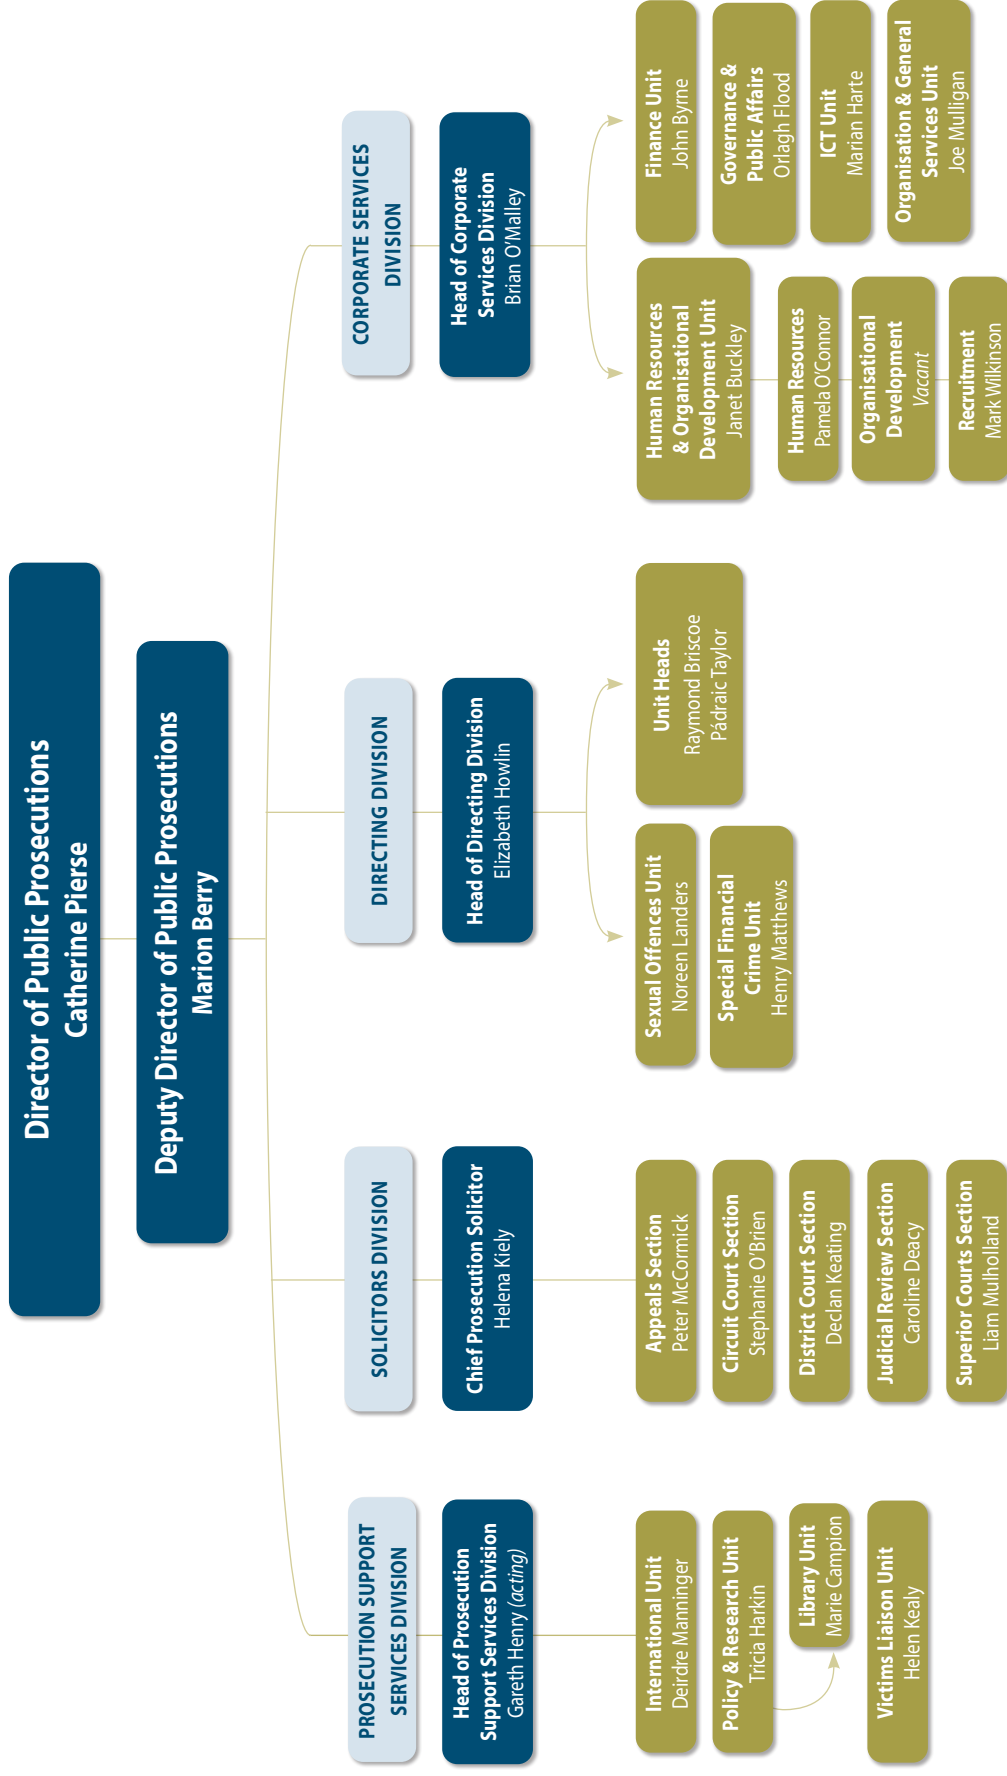 Director of Public Prosecutions
Catherine Pierse
Deputy Director of Public Prosecutions
Marion Berry
PROSECUTION SUPPORT
SERVICES DIVISION
Head of Prosecution
Support Services Division
Gareth Henry (acting)
International Unit
Deirdre Manninger
Policy & Research Unit
Tricia Harkin
Library Unit
Marie Campion
Victims Liaison Unit
Helen Kealy
SOLICITORS DIVISION
Chief Prosecution Solicitor
Helena Kiely
Appeals Section
Peter McCormick
Circuit Court Section
Stephanie O'Brien
District Court Section
Declan Keating
Judicial Review Section
Caroline Deacy
Superior Courts Section
Liam Mulholland
DIRECTING DIVISION
Head of Directing Division
Elizabeth Howlin
Sexual Offences Unit
Noreen Landers
Special Financial
Crime Unit
Henry Matthews
Unit Heads
Raymond Briscoe
Pádraic Taylor
CORPORATE SERVICES
DIVISION
Head of Corporate
Services Division
Brian O'Malley
Human Resources
& Organisational
Development Unit
Janet Buckley
Human Resources
Pamela O'Connor
Organisational
Development
Vacant
Recruitment
Mark Wilkinson
Finance Unit
John Byrne
Governance &
Public Affairs
Orlagh Flood
ICT Unit
Marian Harte
Organisation & General
Services Unit
Joe Mulligan